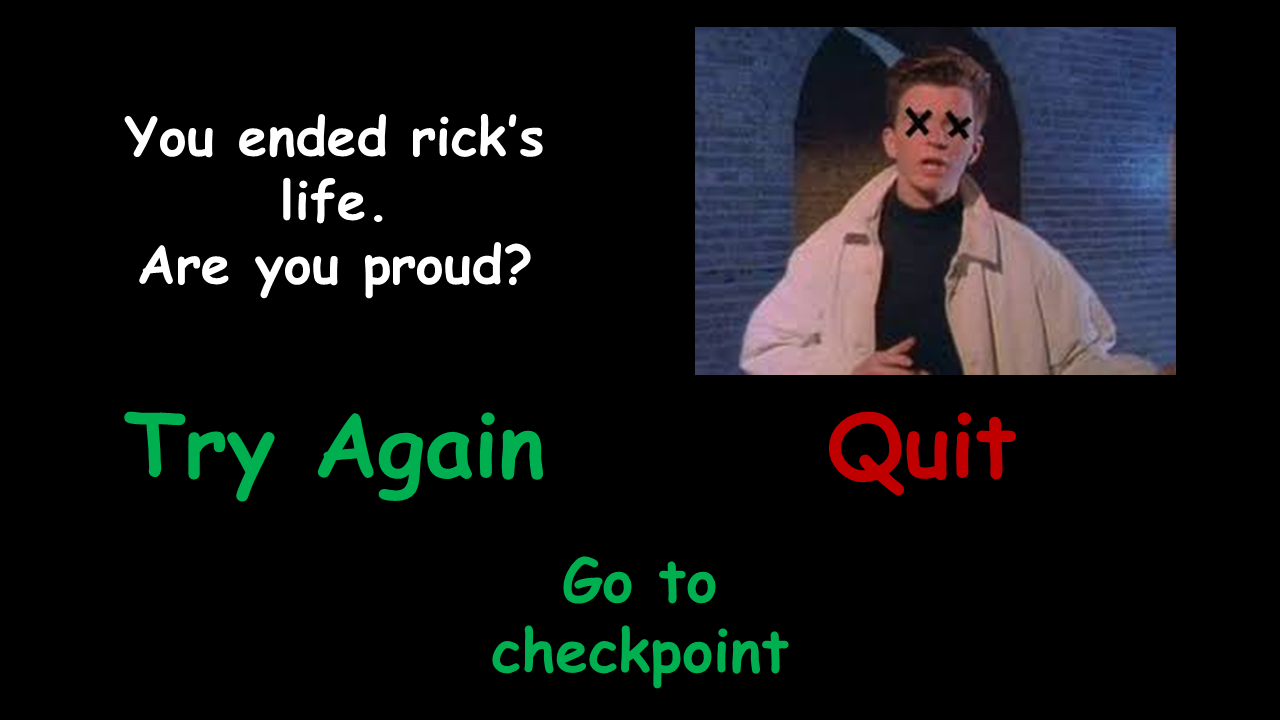 You ended rick's
life.
Are you proud?
Try Again
Quit
Go to
checkpoint